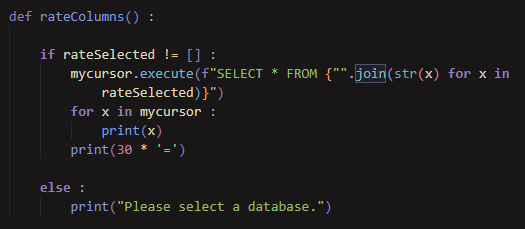 def rateColumns() :
if rateSelected != [] :
mycursor.execute(f"SELECT * FROM {"".join(str(x) for x in
rateSelected)}")
for x in mycursor :
print(x)
print(30 * '=')
else :
print("Please select a database.")